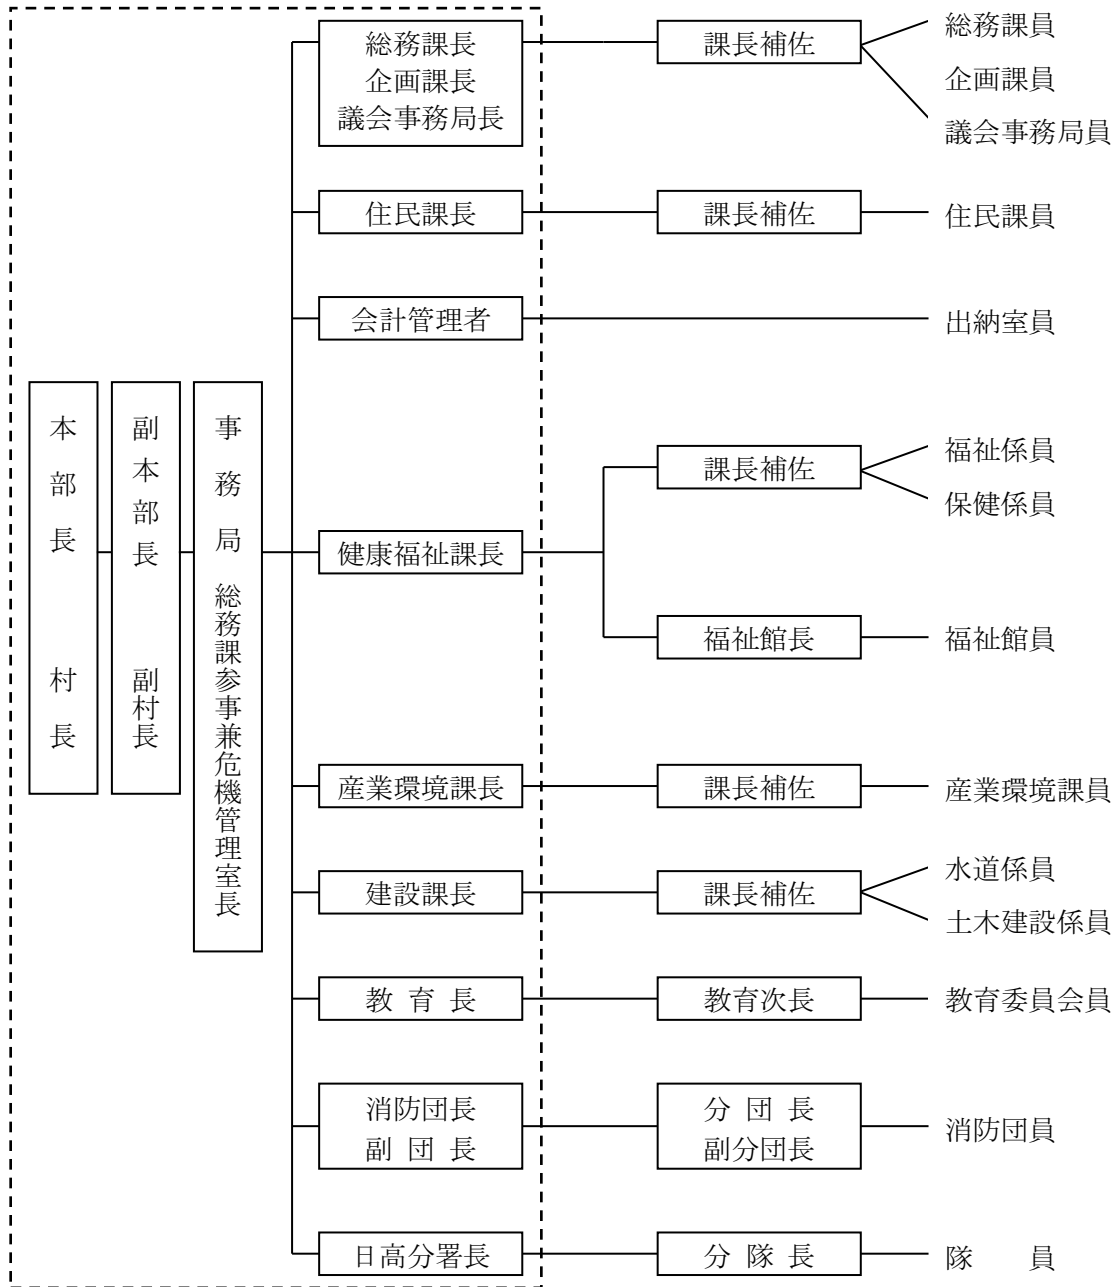 本部長　村長
副本部長　副村長
事務局　総務課参事兼危機管理室長
総務課長
企画課長
議会事務局長
課長補佐
総務課員
企画課員
議会事務局員
住民課長
課長補佐
住民課員
会計管理者
出納室員
健康福祉課長
課長補佐
福祉係員
保健係員
福祉館長
福祉館員
産業環境課長
課長補佐
産業環境課員
建設課長
課長補佐
水道係員
土木建設係員
教 育 長
教育次長
教育委員会員
消防団長
副 団 長
分 団 長
副分団長
消防団員
日高分署長
分 隊 長
隊　　員